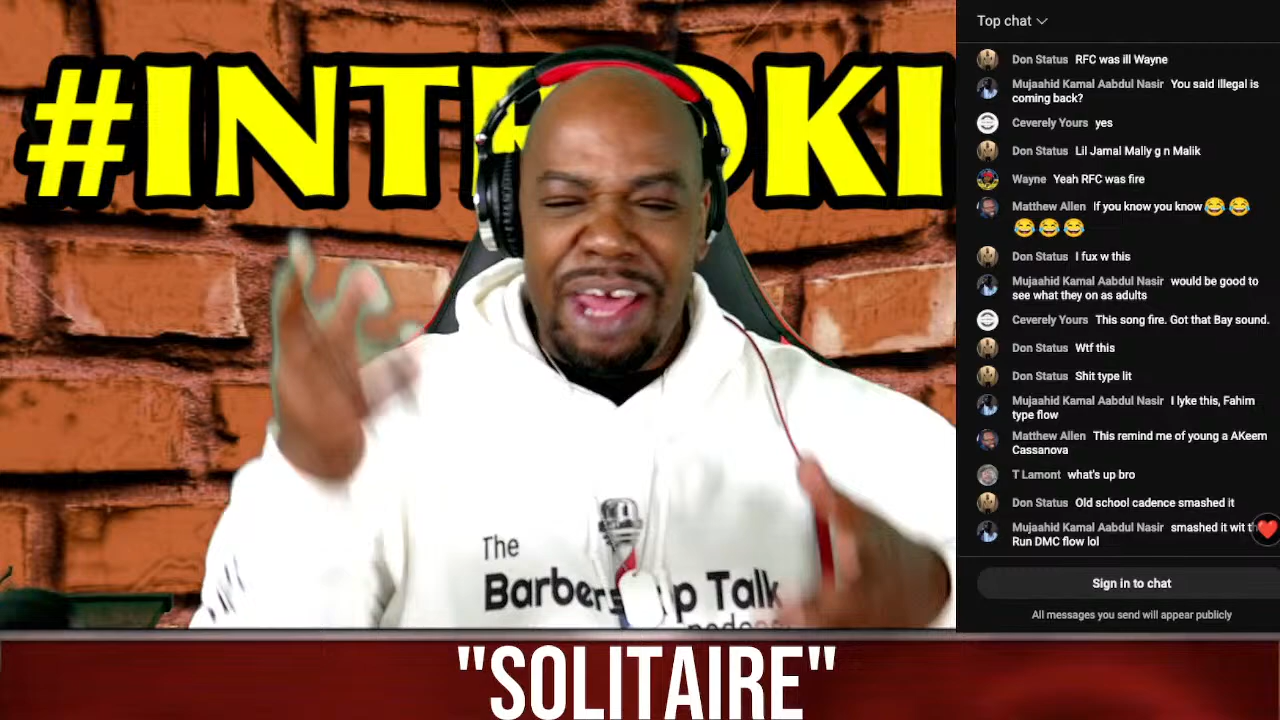 #INTROKI
Top chat
Don Status RFC was ill Wayne
Mujaahid Kamal Aabdul Nasir You said Illegal is
coming back?
Ceverely Yours yes
Don Status Lil Jamal Mally g n Malik
Wayne Yeah RFC was fire
Matthew Allen If you know you know😂😂
😂😂😂
Don Status I fux w this
Mujaahid Kamal Aabdul Nasir would be good to
see what they on as adults
Ceverely Yours This song fire. Got that Bay sound.
Don Status Wtf this
Don Status Shit type lit
Mujaahid Kamal Aabdul Nasir I lyke this, Fahim
type flow
Matthew Allen This remind me of young a AKeem
Cassanova
T Lamont what's up bro
Don Status Old school cadence smashed it
Mujaahid Kamal Aabdul Nasir smashed it wit
Run DMC flow lol
Sign in to chat
All messages you send will appear publicly
The
Barbershop Talk
podcast
"SOLITAIRE"